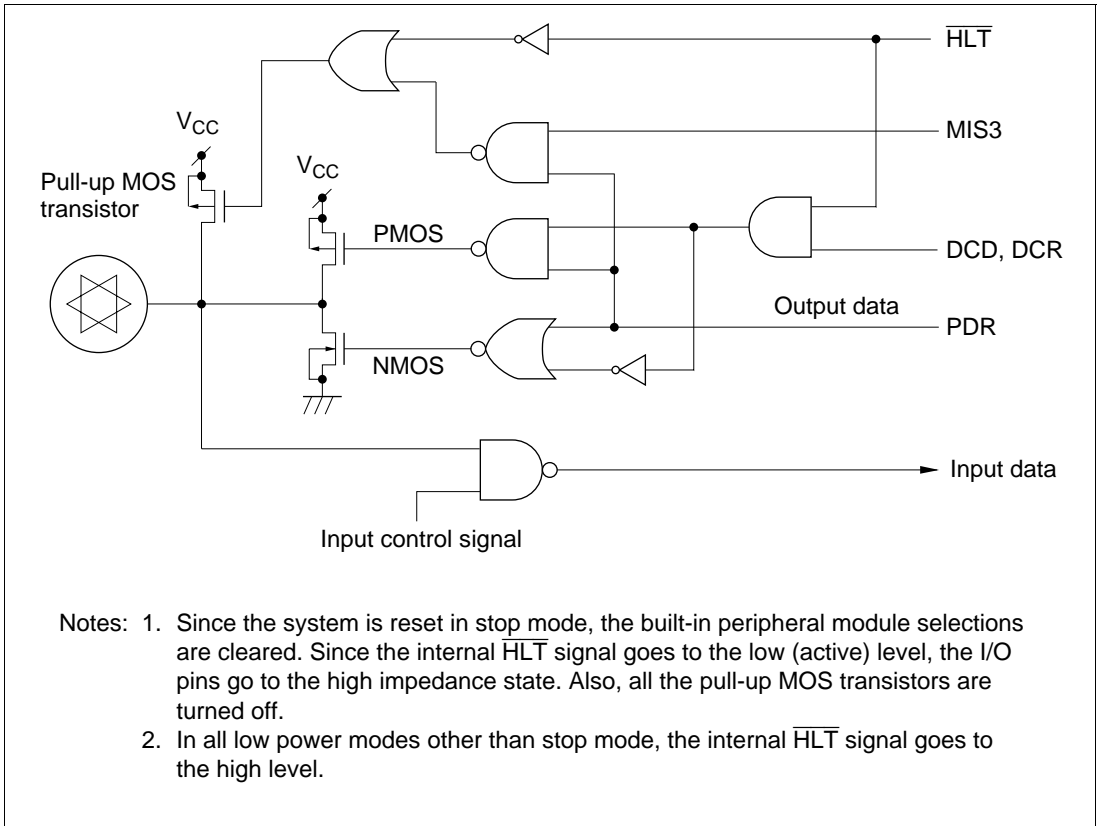 HLT
VCC
MIS3
Pull-up MOS
transistor
VCC
PMOS
DCD, DCR
Output data
PDR
NMOS
Input data
Input control signal
Notes: 1. Since the system is reset in stop mode, the built-in peripheral module selections
are cleared. Since the internal HLT signal goes to the low (active) level, the I/O
pins go to the high impedance state. Also, all the pull-up MOS transistors are
turned off.
2. In all low power modes other than stop mode, the internal HLT signal goes to
the high level.